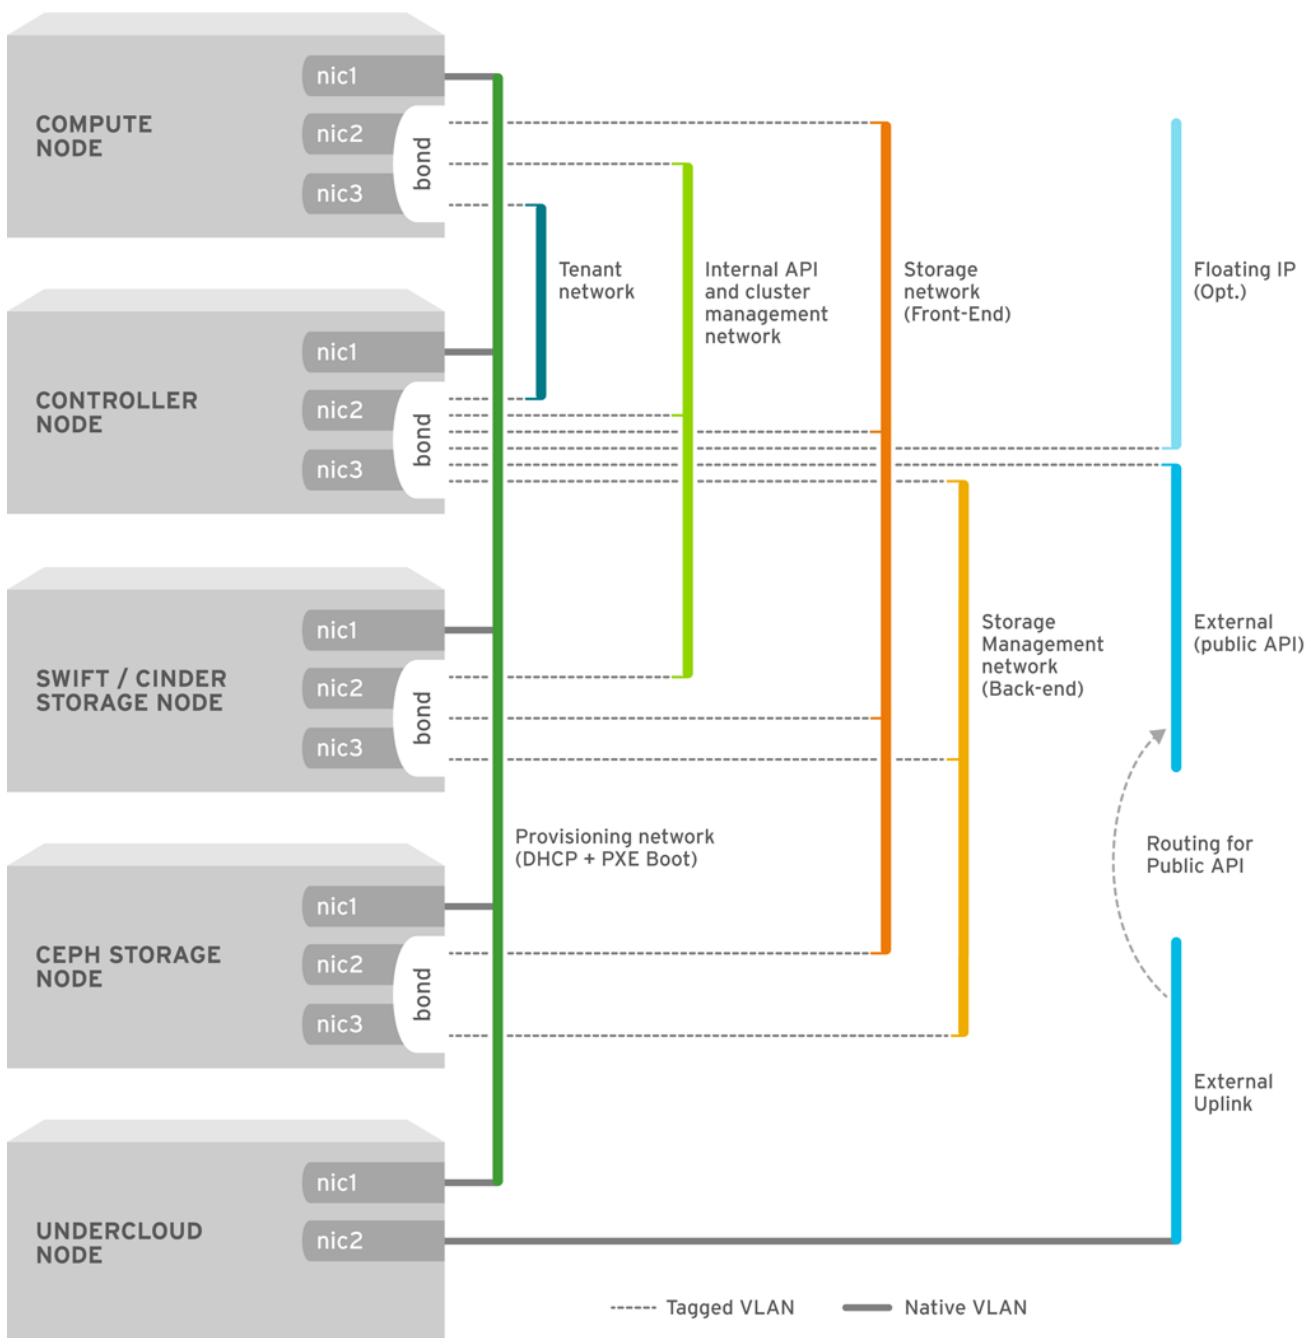 COMPUTE
NODE
nic1
nic2
nic3
bond
Tenant
network
Internal API
and cluster
management
network
Storage
network
(Front-End)
Floating IP
(Opt.)
CONTROLLER
NODE
nic1
nic2
nic3
bond
SWIFT / CINDER
STORAGE NODE
nic1
nic2
nic3
bond
Storage
Management
network
(Back-end)
External
(public API)
Provisioning network
(DHCP + PXE Boot)
Routing for
Public API
CEPH STORAGE
NODE
nic1
nic2
nic3
bond
External
Uplink
UNDERCLOUD
NODE
nic1
nic2
Tagged VLAN
Native VLAN